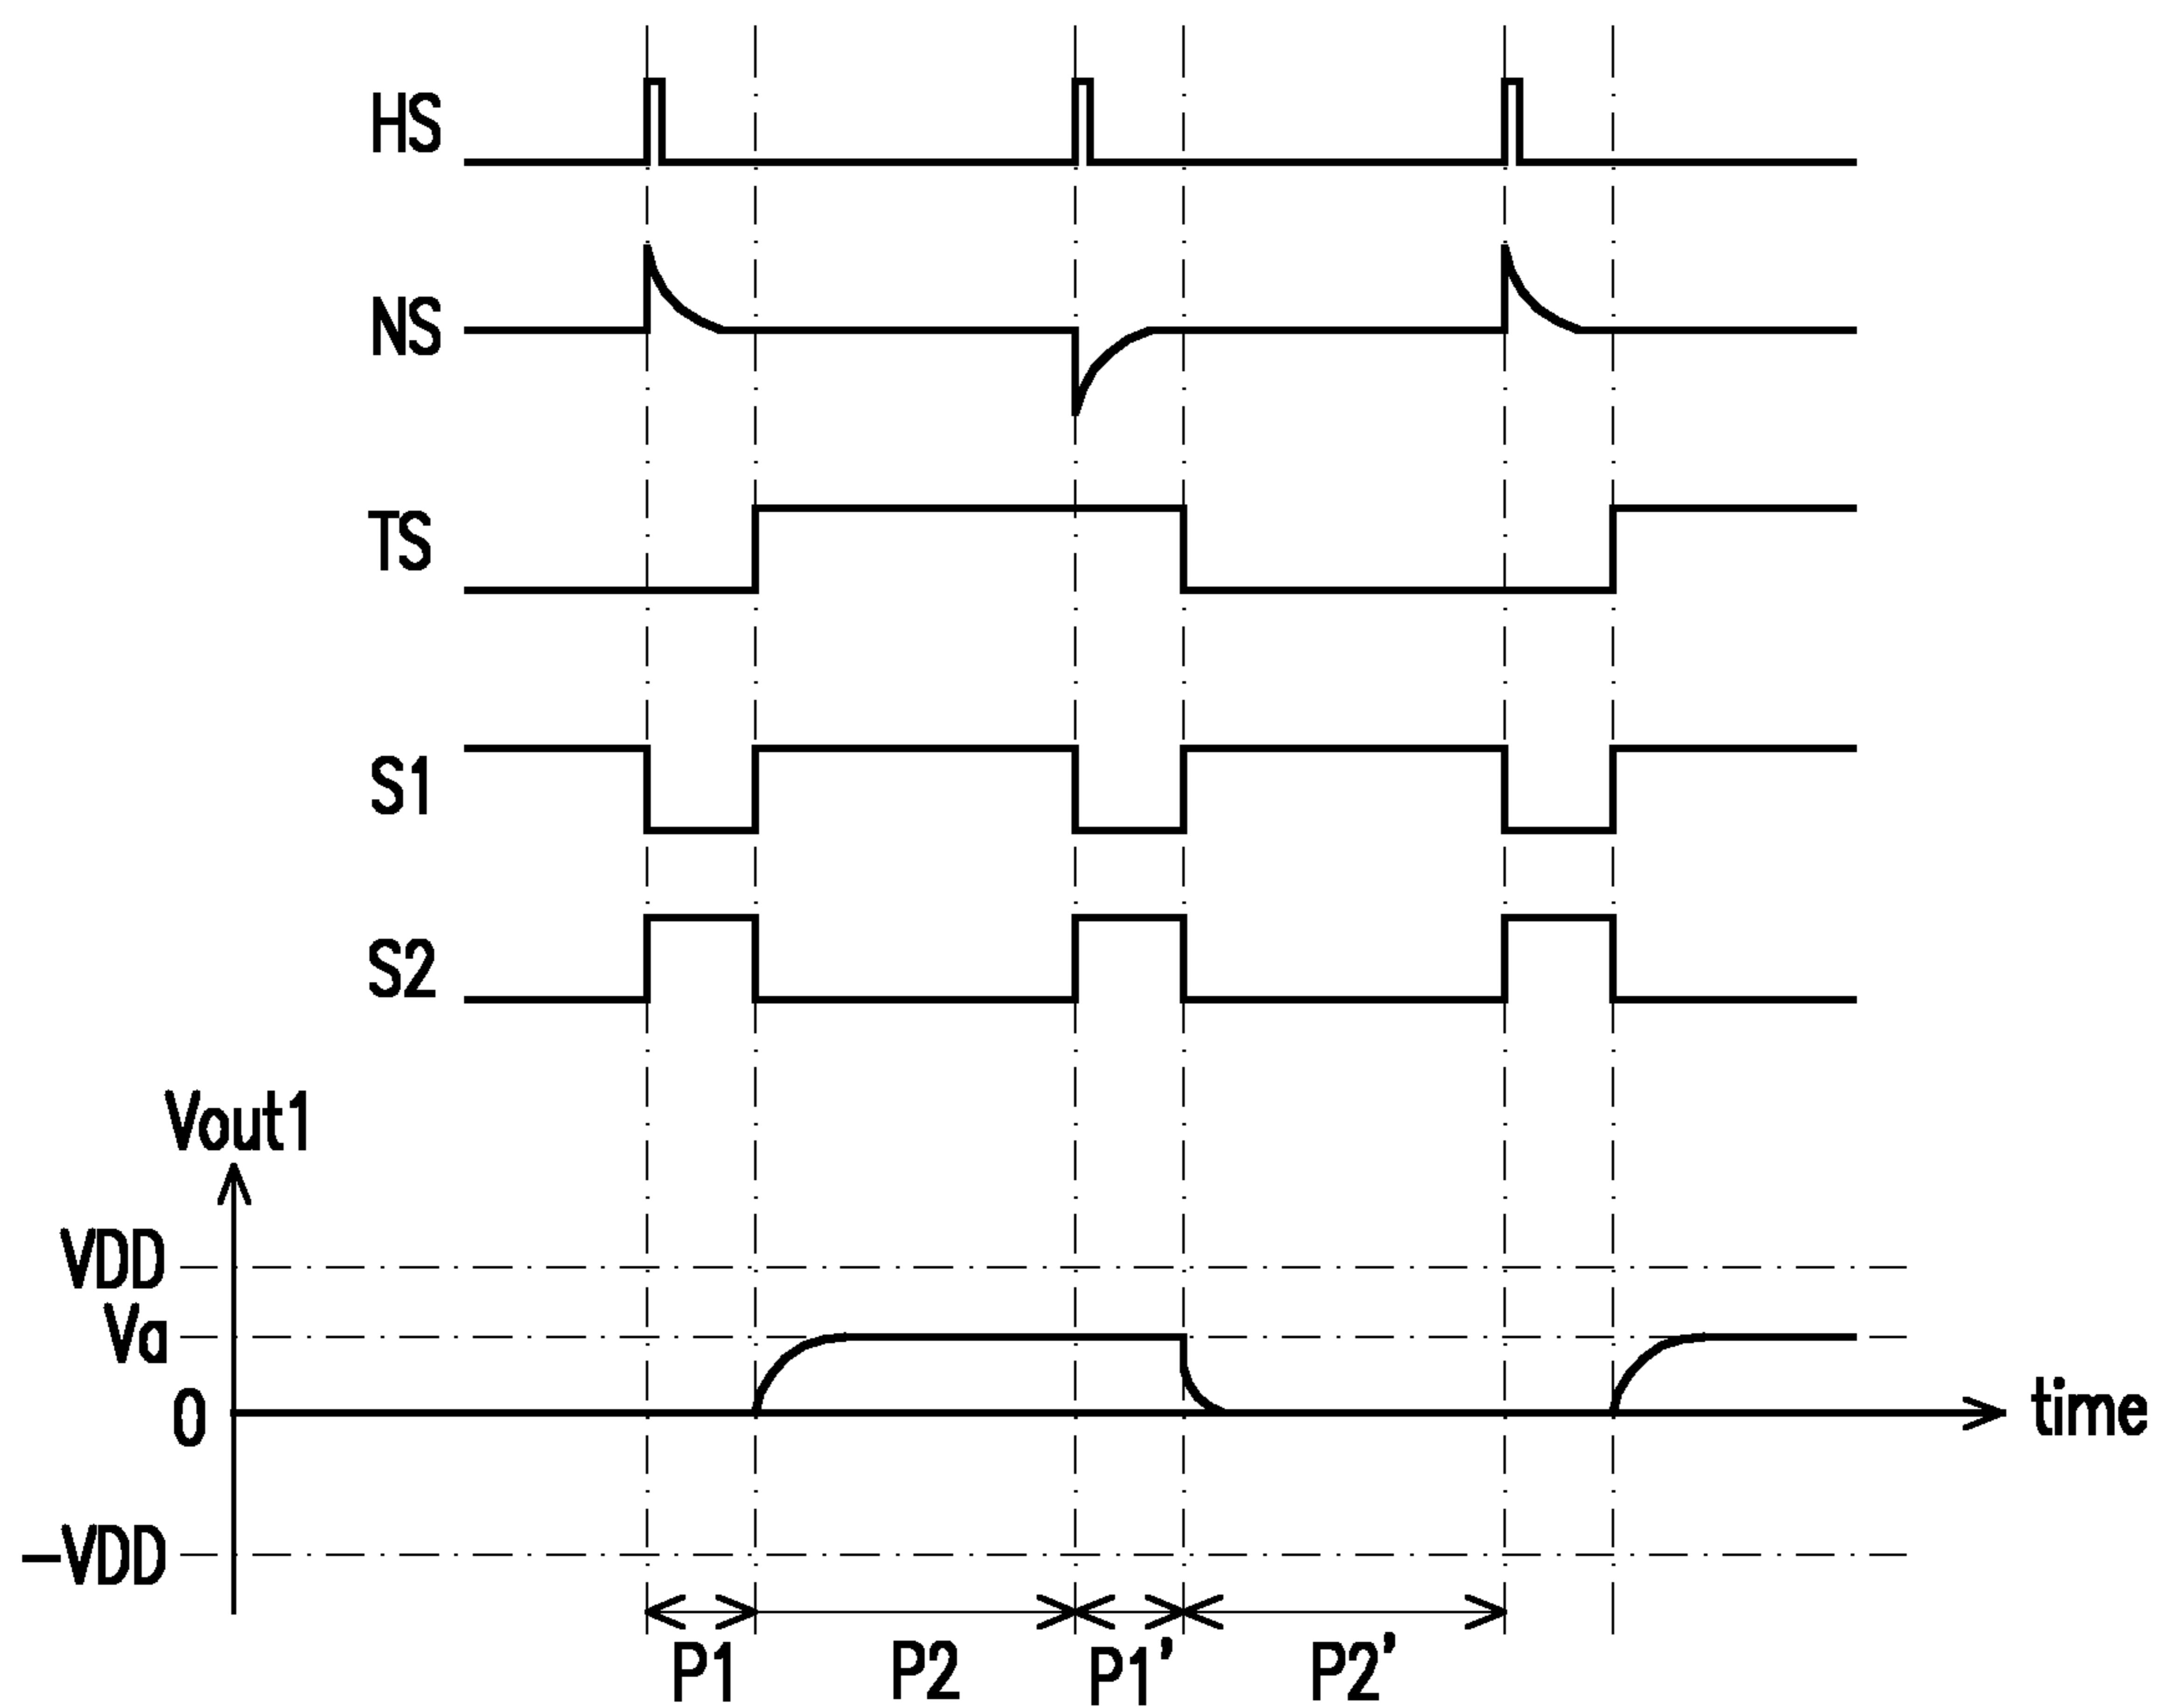 HS
NS
TS
S1
S2
Vout1
VDD
Va
0
time
-VDD
P1 P2 P1' P2'